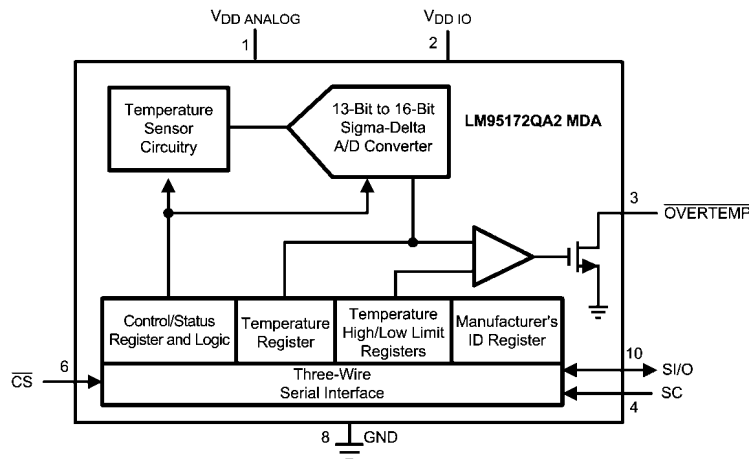 VDD ANALOG
1
VDD IO
2
Temperature
Sensor
Circuitry
13-Bit to 16-Bit
Sigma-Delta
A/D Converter
LM95172QA2 MDA
3
OVERTEMP
Control/Status
Register and Logic
Temperature
Register
Temperature
High/Low Limit
Registers
Manufacturer's
ID Register
6
CS
Three-Wire
Serial Interface
10
SI/O
SC
4
8
GND